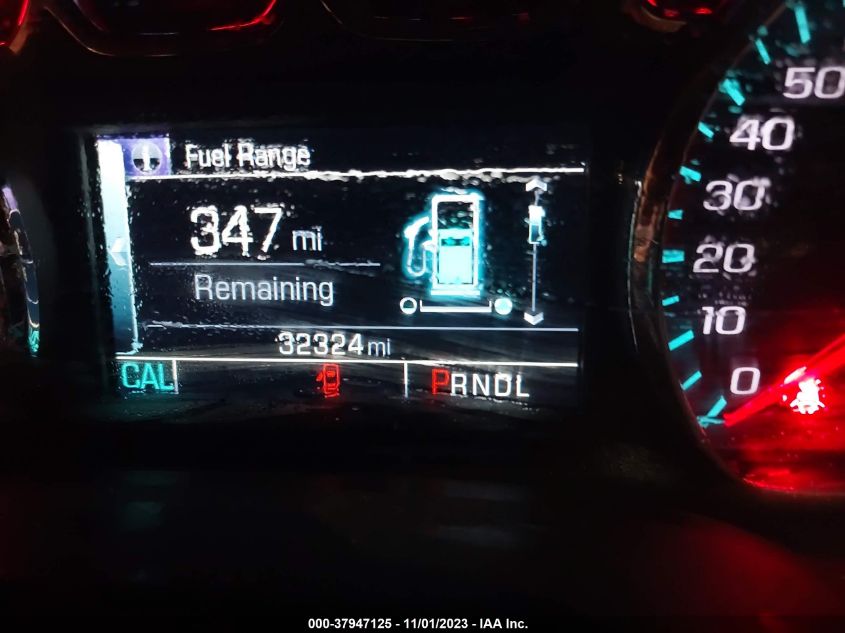 Fuel Range
347 mi
Remaining
32324 mi
CAL
PRNDL
50
40
30
20
10
0
000-37947125 - 11/01/2023 - IAA Inc.